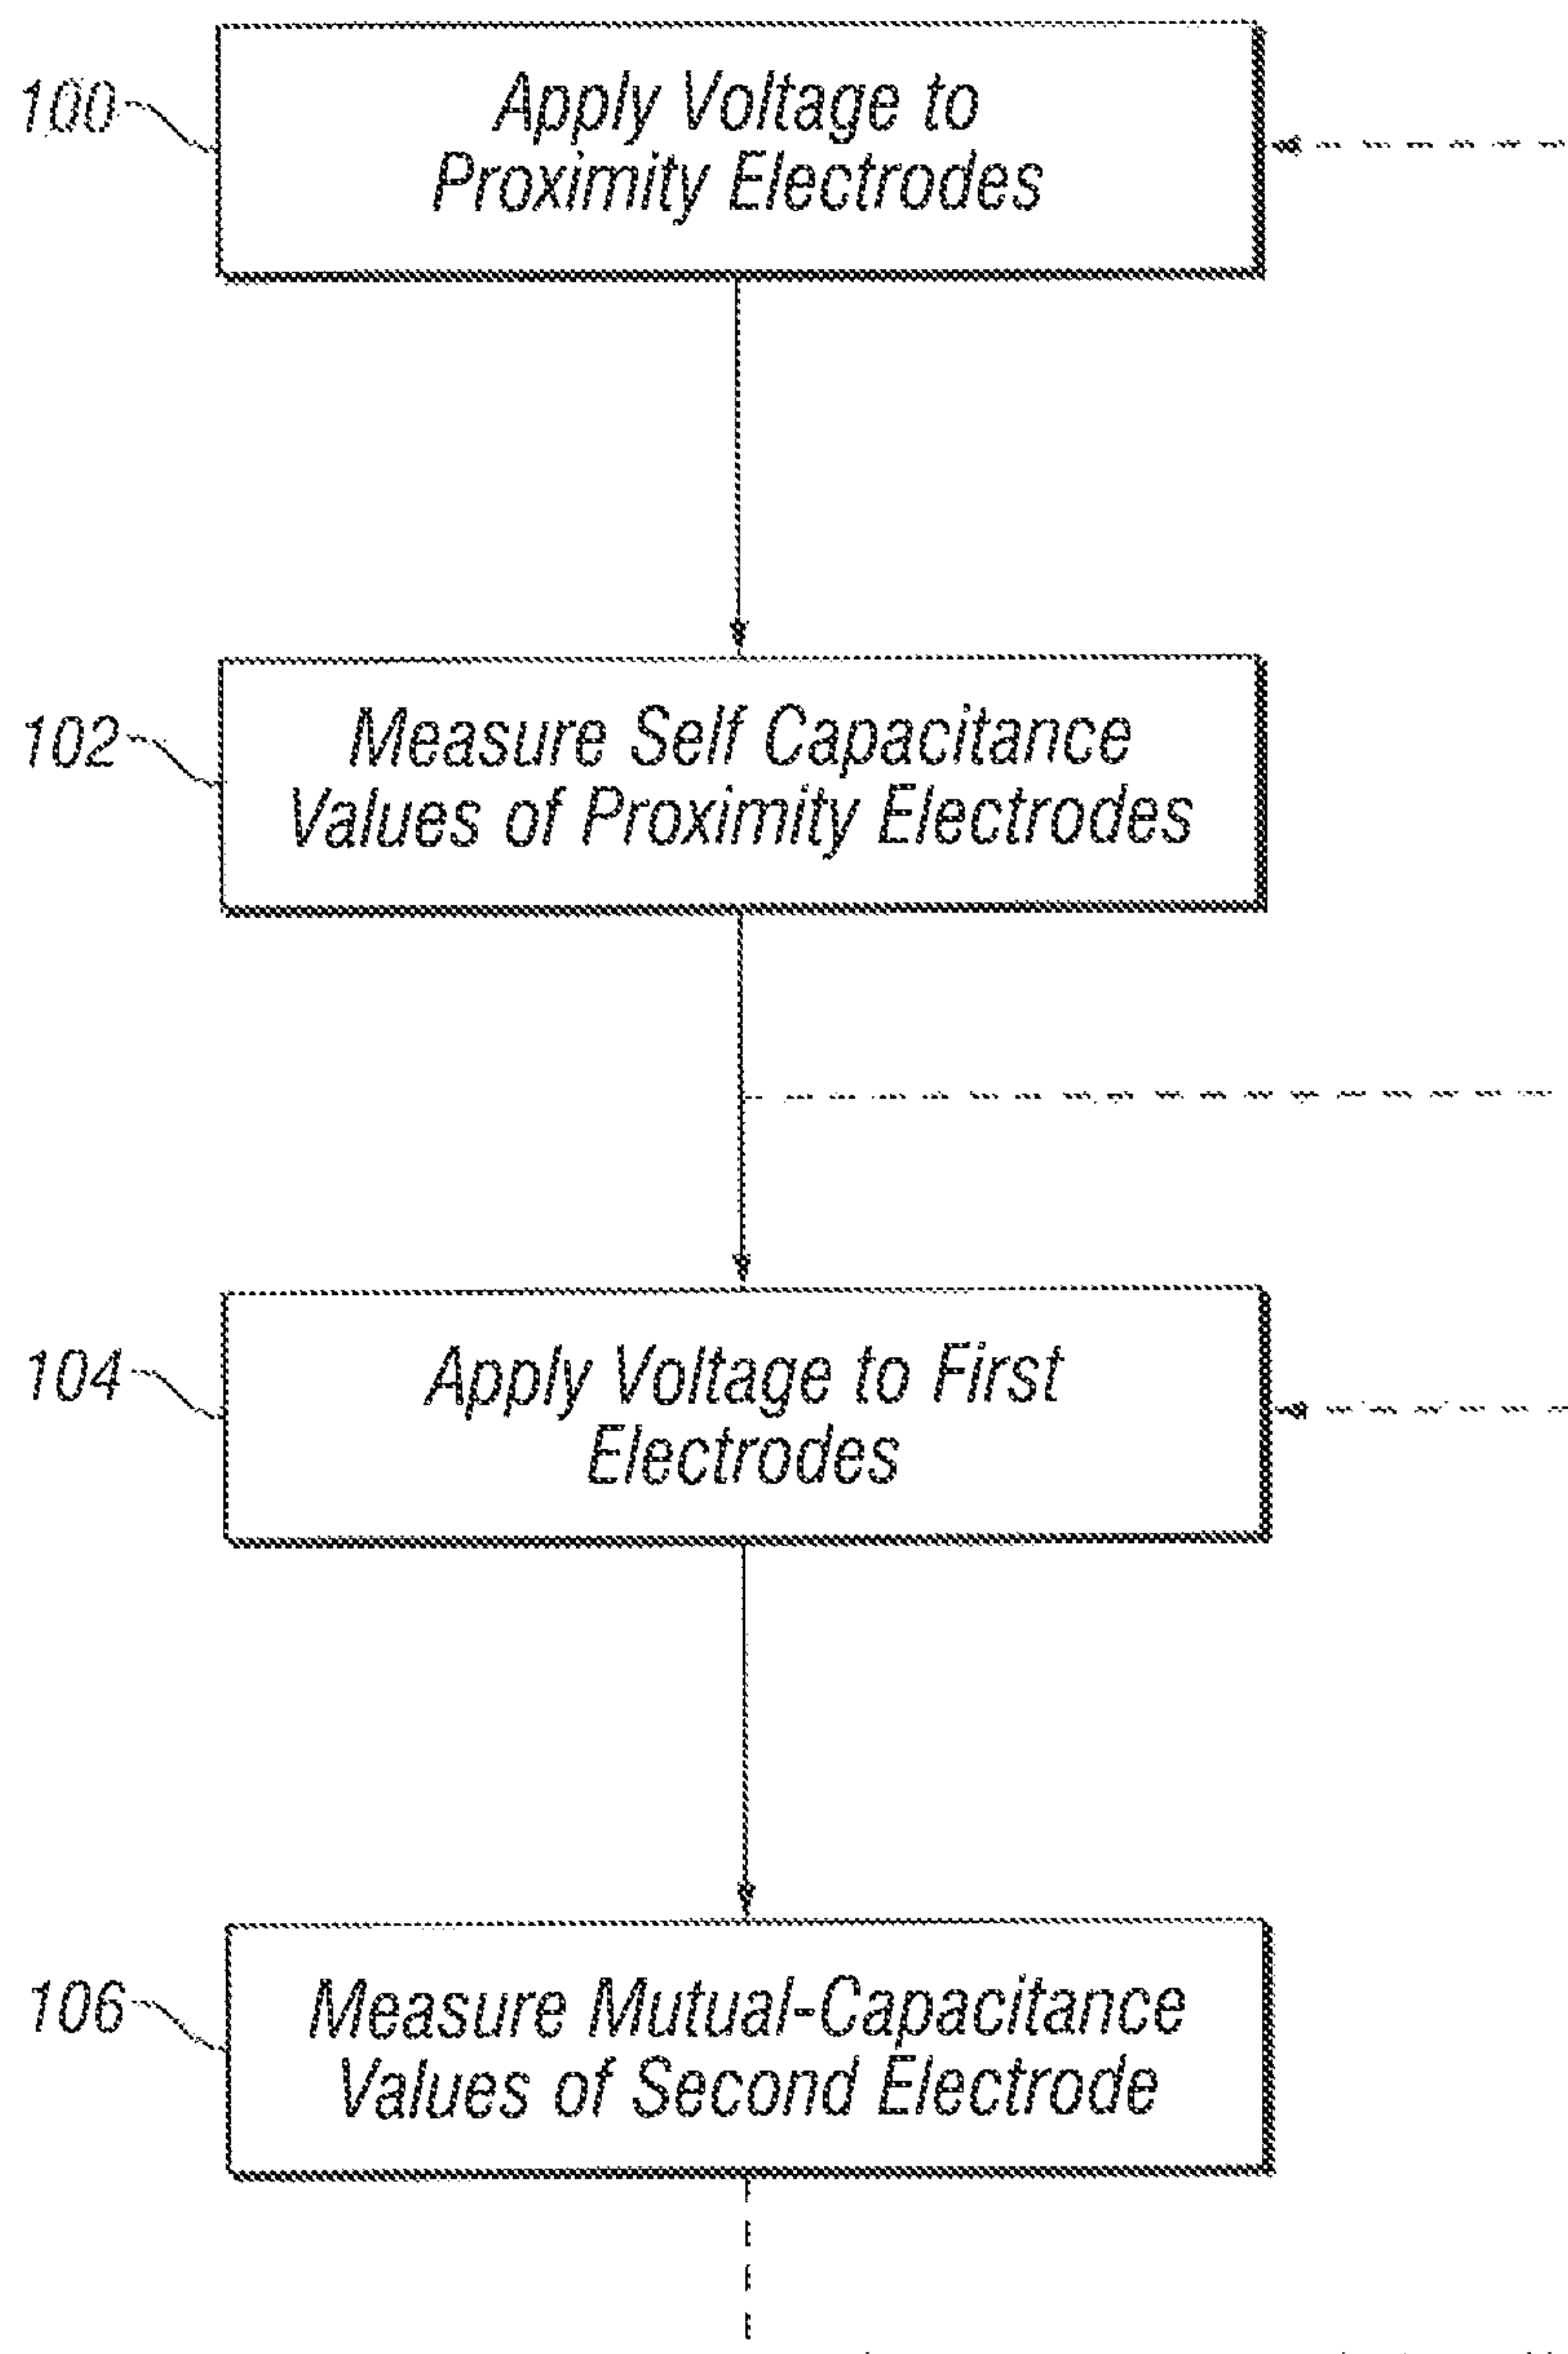 100
Apply Voltage to
Proximity Electrodes
102
Measure Self Capacitance
Values of Proximity Electrodes
104
Apply Voltage to First
Electrodes
106
Measure Mutual-Capacitance
Values of Second Electrode